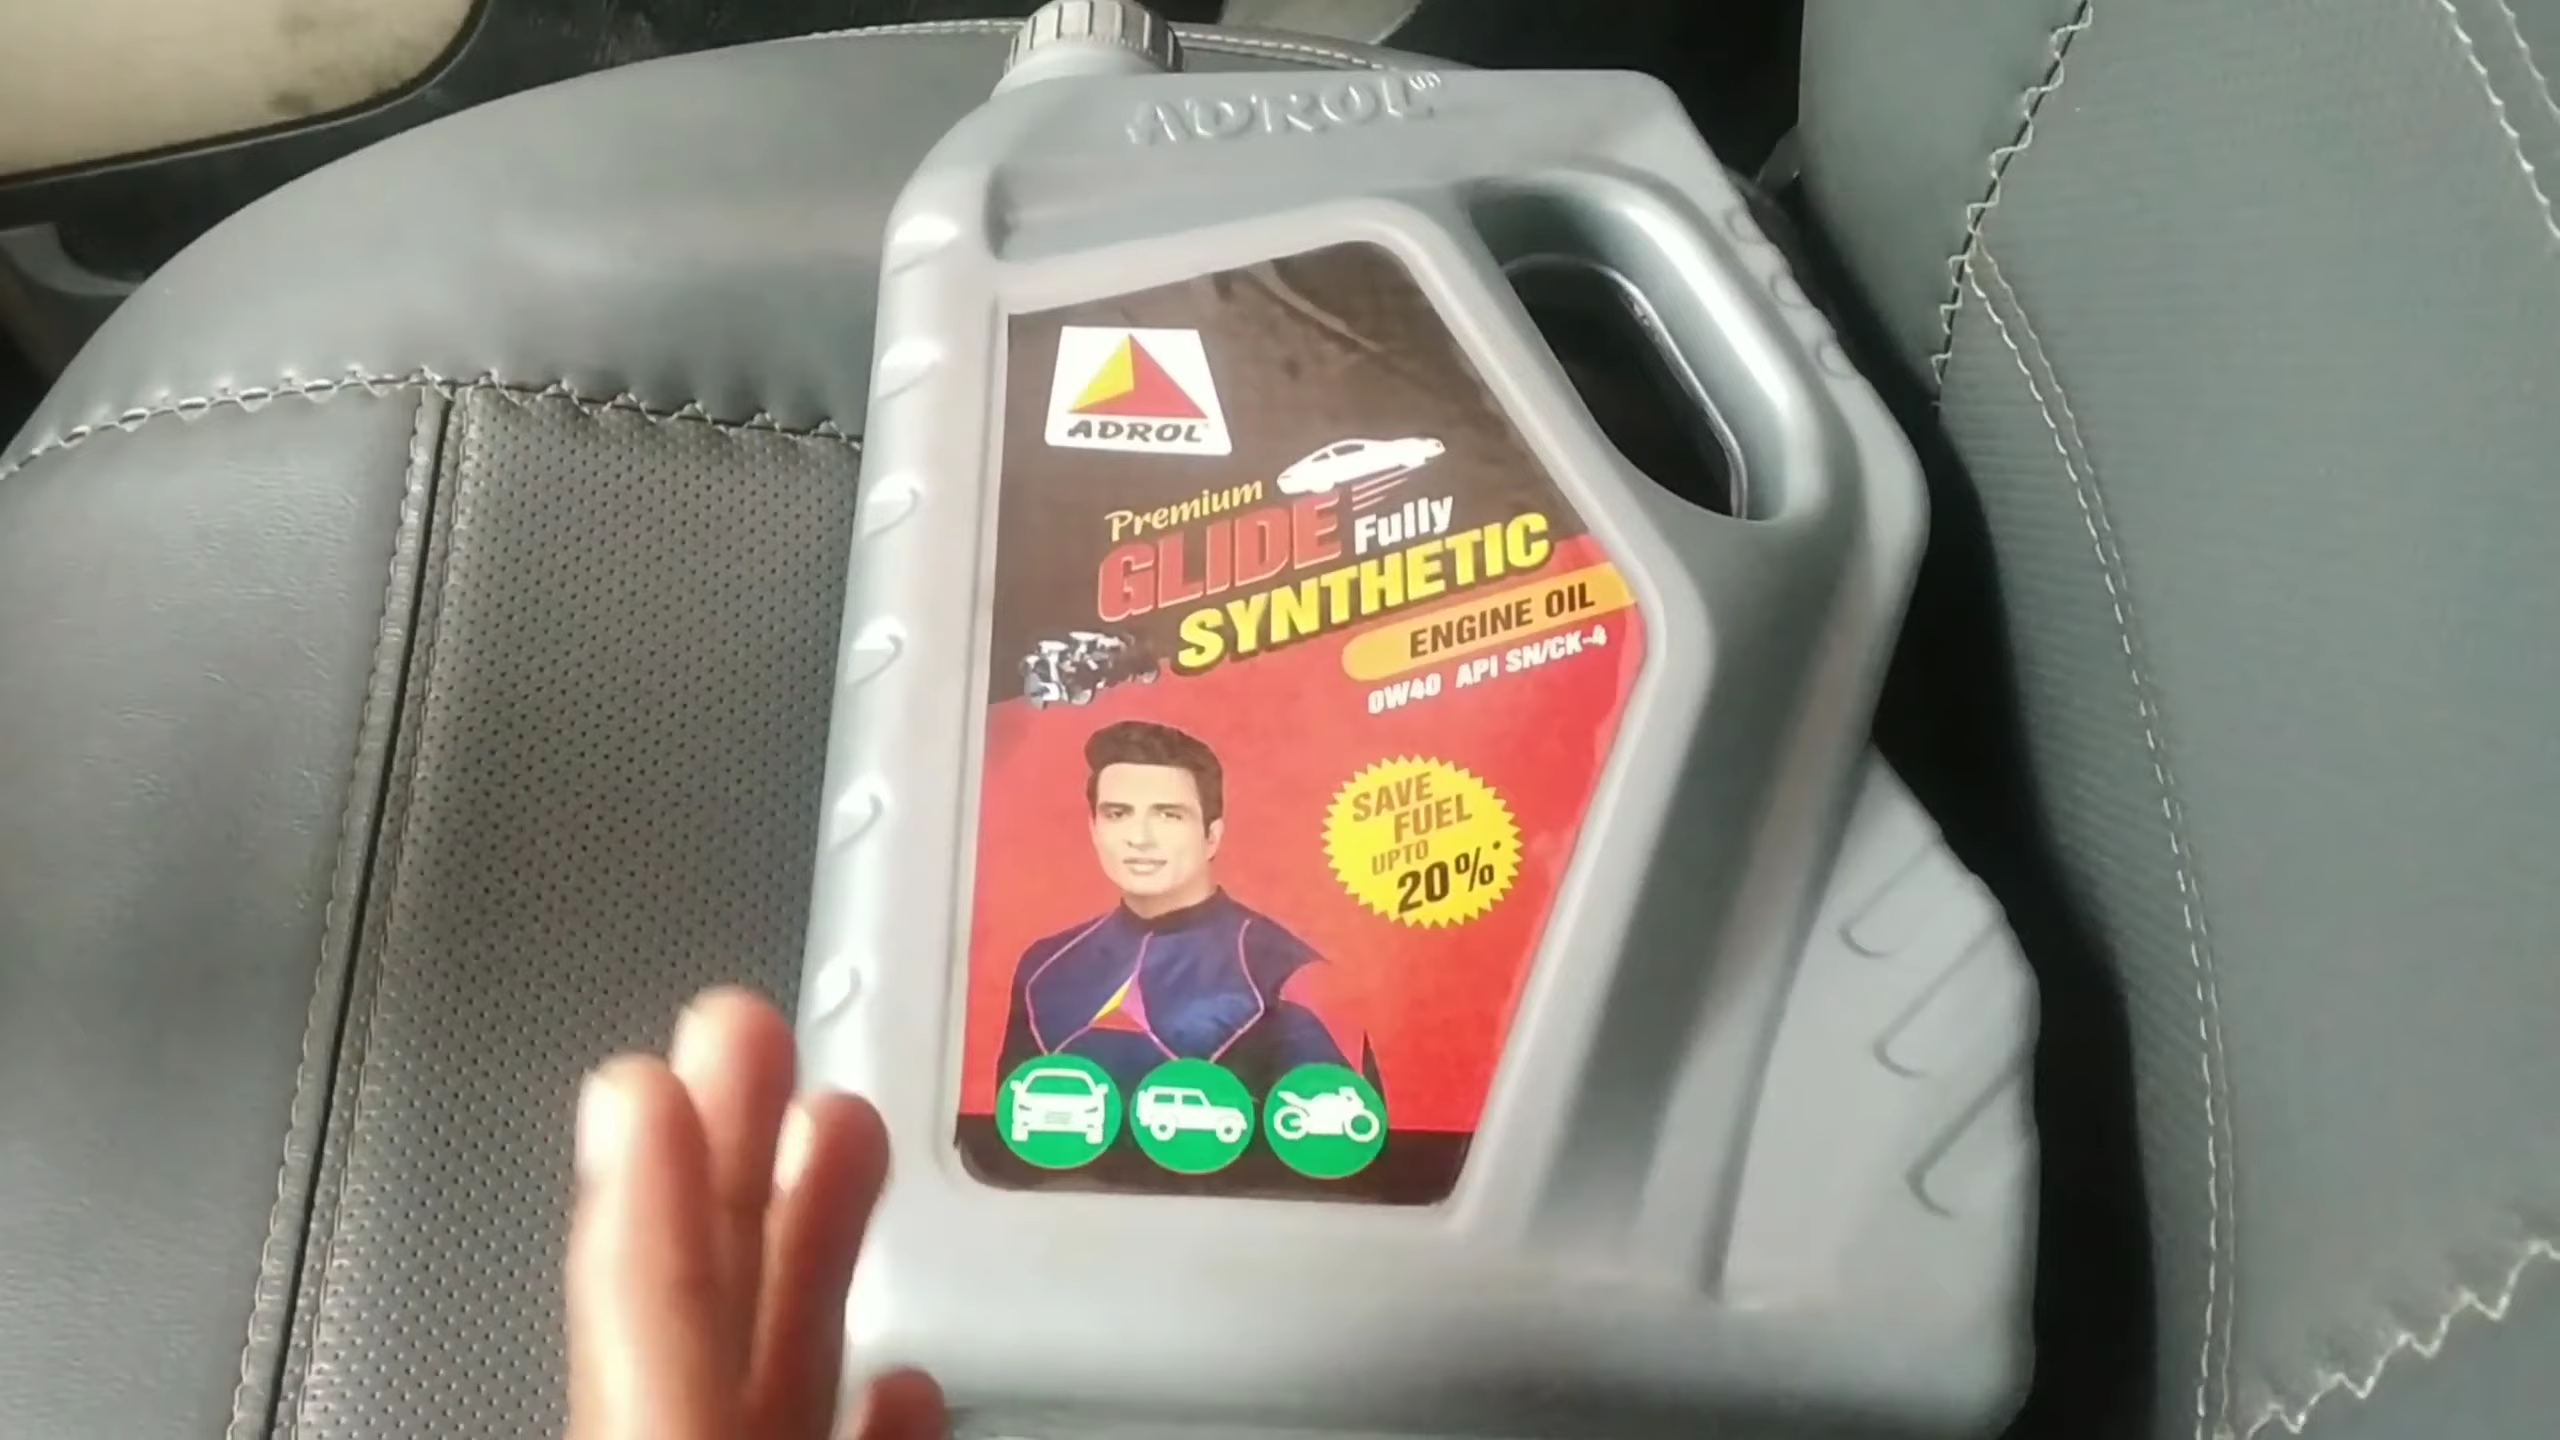 ADROL
ADROL
Premium
GLIDE Fully
SYNTHETIC
ENGINE OIL
0W40 API SN/CK-4
SAVE
FUEL
UPTO
20%*